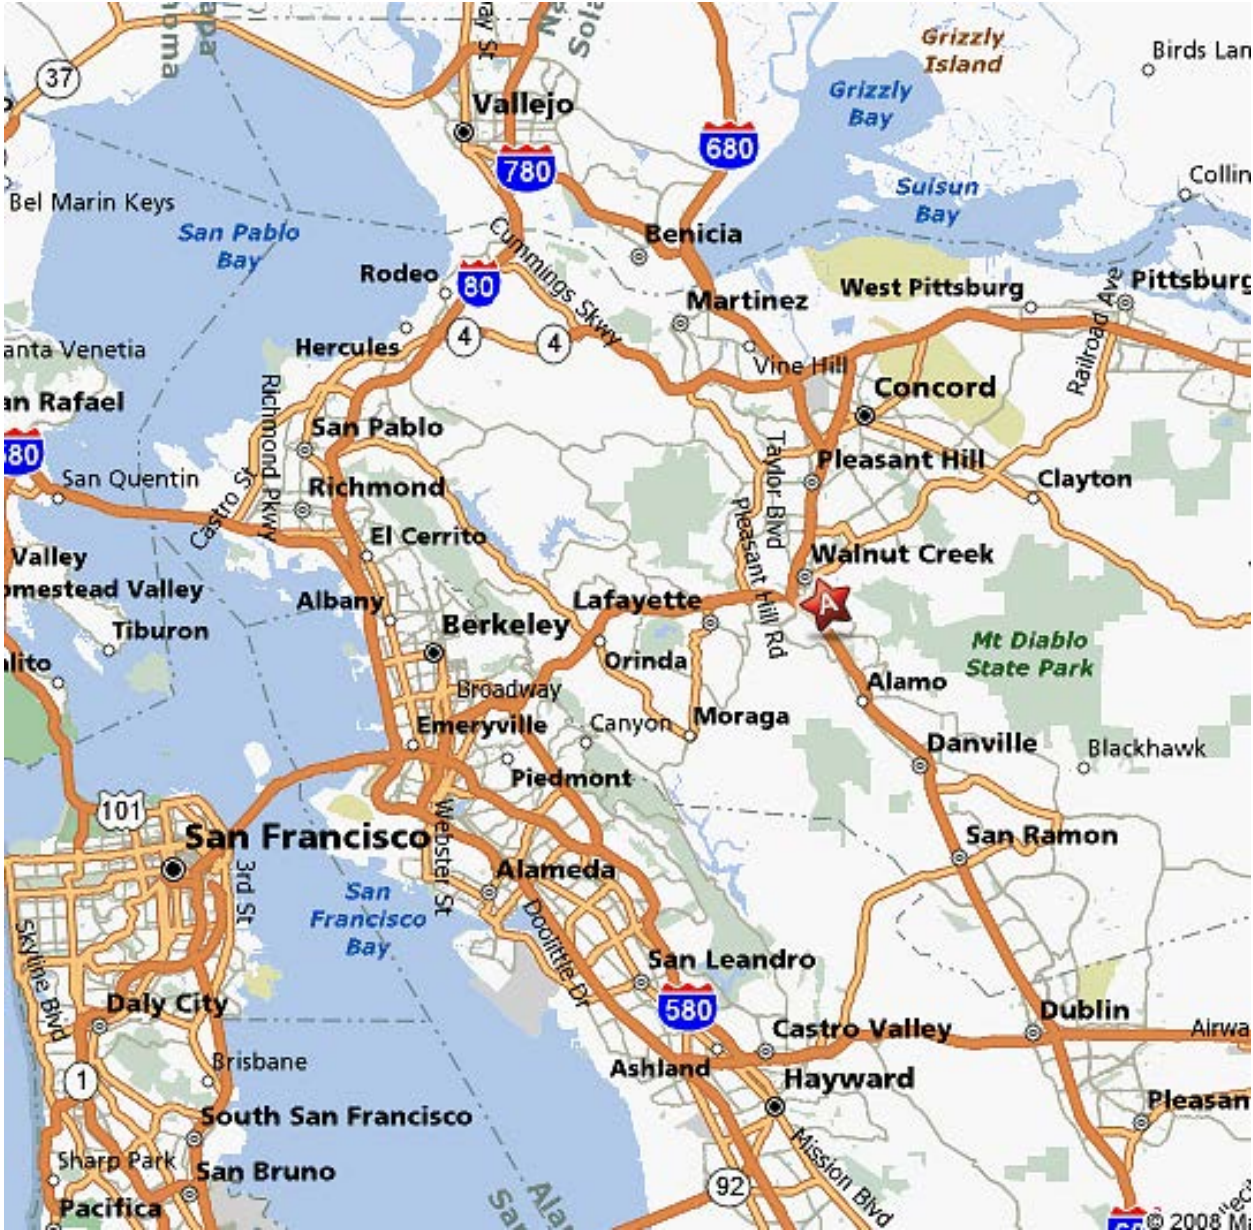 Grizzly
Island
Birds Lan
37
Vallejo
Grizzly
Bay
780
680
Collin
Bel Marin Keys
Suisun
Bay
San Pablo
Bay
Benicia
Cummings Skwy
Rodeo
80
West Pittsburg
Pittsburg
Martinez
Railroad Ave
4
4
Hercules
anta Venetia
Vine Hill
Richmond Pkwy
Concord
an Rafael
San Pablo
Taylor Blvd
580
San Quentin
Pleasant Hill
Clayton
Richmond
Castro St
Pleasant Hill Rd
El Cerrito
Valley
Walnut Creek
omestead Valley
Albany
Lafayette
A
Tiburon
Berkeley
Orinda
Mt Diablo
State Park
alito
Alamo
Broadway
Emeryville
Canyon
Moraga
Danville
Blackhawk
Piedmont
101
San Francisco
Webster St
San Ramon
3rd St
Alameda
San
Francisco
Bay
Skyline Blvd
Doolittle Dr
San Leandro
Daly City
580
Castro Valley
Dublin
Airwa
Brisbane
Ashland
1
Hayward
South San Francisco
Pleasan
Mission Blvd
Sharp Park
San Bruno
92
Pacifica
© 2008